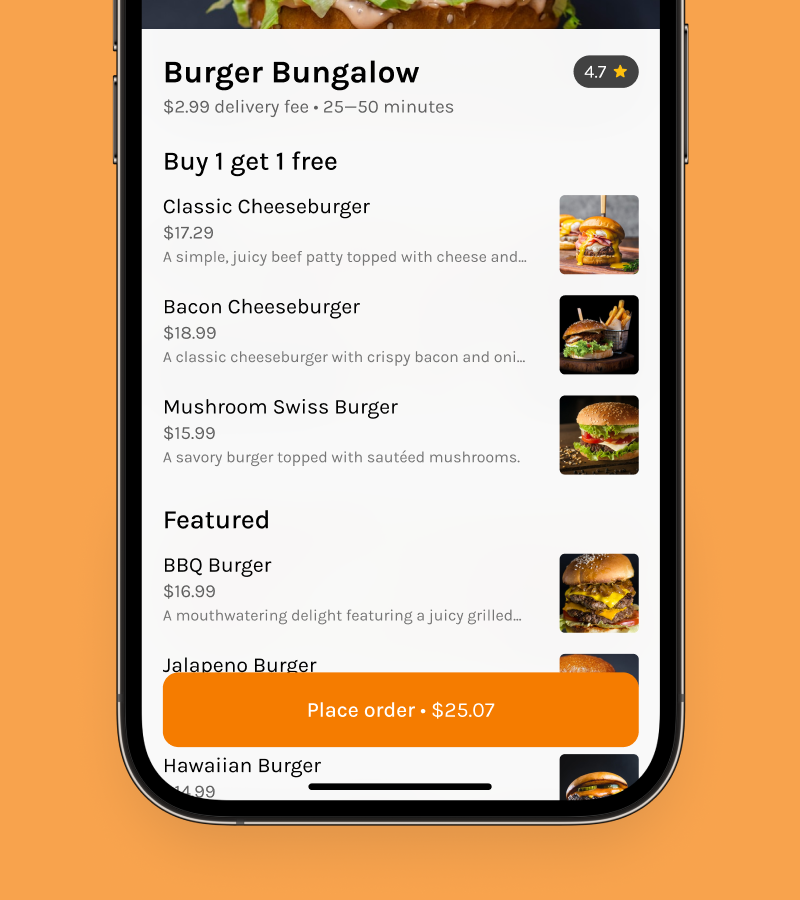 Burger Bungalow
4.7
$2.99 delivery fee • 25—50 minutes
Buy 1 get 1 free
Classic Cheeseburger
$17.29
A simple, juicy beef patty topped with cheese and...
Bacon Cheeseburger
$18.99
A classic cheeseburger with crispy bacon and oni...
Mushroom Swiss Burger
$15.99
A savory burger topped with sautéed mushrooms.
Featured
BBQ Burger
$16.99
A mouthwatering delight featuring a juicy grilled...
Jalapeno Burger
Place order • $25.07
Hawaiian Burger
14.99